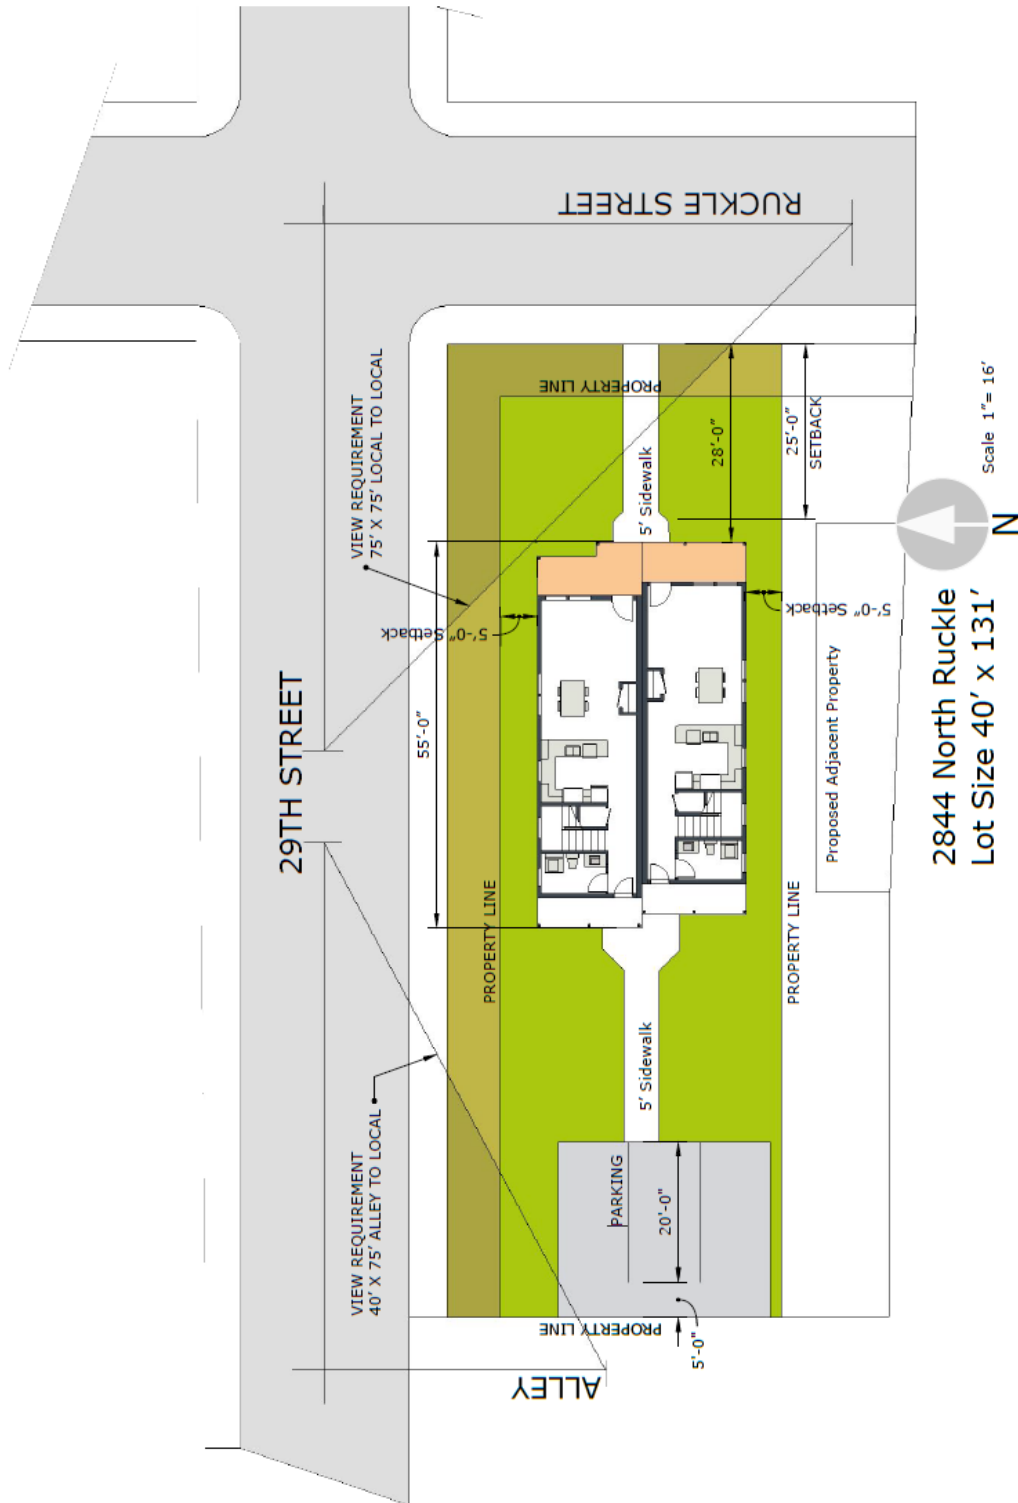 RUCKLE STREET
VIEW REQUIREMENT
75' X 75' LOCAL TO LOCAL
PROPERTY LINE
28'-0"
25'-0"
SETBACK
5' Sidewalk
Scale 1"= 16'
N
5'-0" Setback
5'-0" Setback
29TH STREET
55'-0"
Proposed Adjacent Property
2844 North Ruckle
Lot Size 40' x 131'
PROPERTY LINE
PROPERTY LINE
5' Sidewalk
VIEW REQUIREMENT
40' X 75' ALLEY TO LOCAL
PARKING
20'-0"
PROPERTY LINE
5'-0"
ALLEY